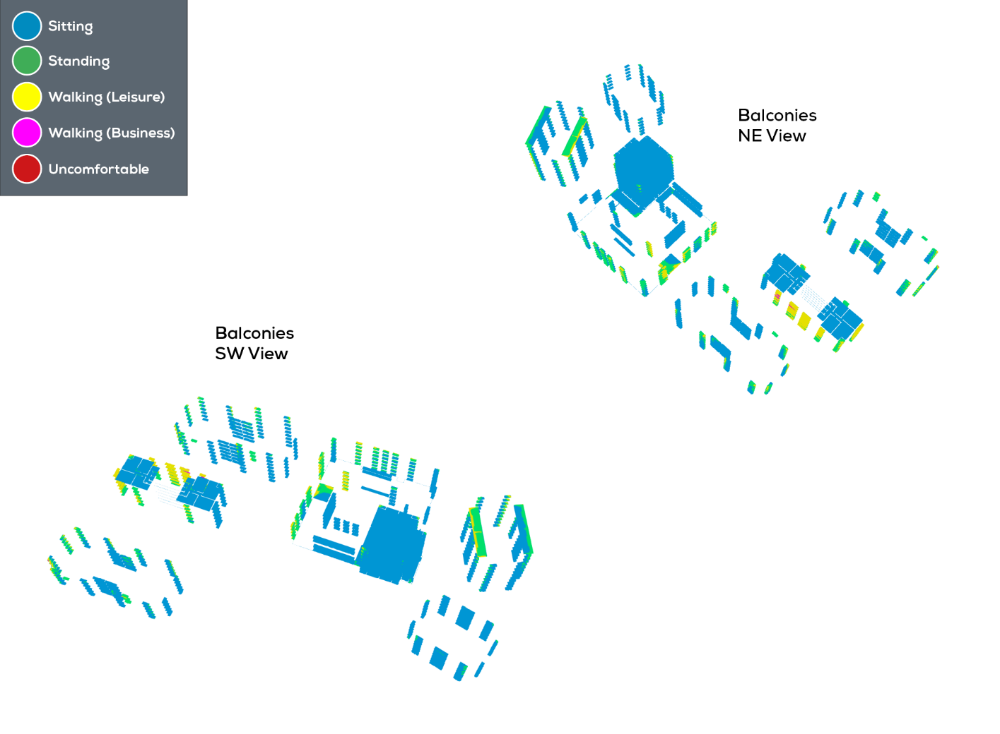 Sitting
Standing
Walking (Leisure)
Walking (Business)
Uncomfortable
Balconies
NE View
Balconies
SW View